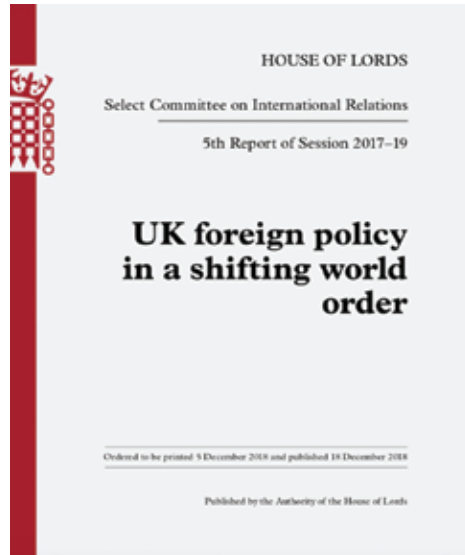 HOUSE OF LORDS
Select Committee on International Relations
5th Report of Session 2017–19
UK foreign policy
in a shifting world
order
Ordered to be printed 5 December 2018 and published 18 December 2018
Published by the Authority of the House of Lords